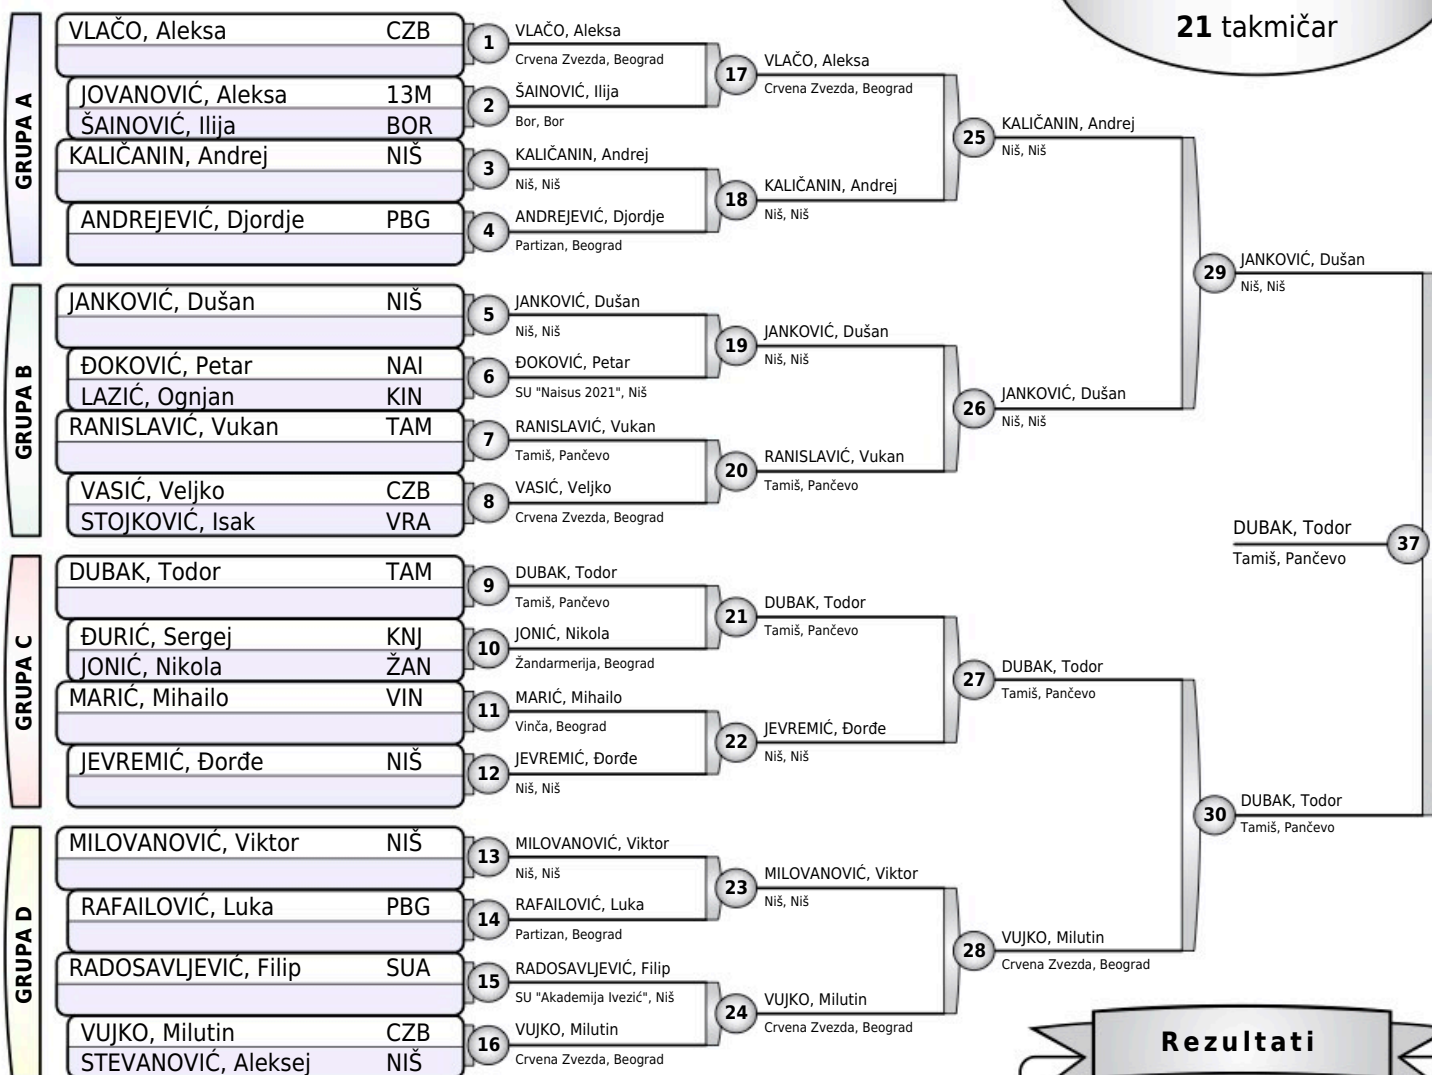 21 takmičar
GRUPA A
VLAČO, Aleksa CZB
JOVANOVIĆ, Aleksa 13M
ŠAINOVIĆ, Ilija BOR
KALIČANIN, Andrej NIŠ
ANDREJEVIĆ, Djordje PBG
1
VLAČO, Aleksa
Crvena Zvezda, Beograd
2
ŠAINOVIĆ, Ilija
Bor, Bor
3
KALIČANIN, Andrej
Niš, Niš
4
ANDREJEVIĆ, Djordje
Partizan, Beograd
17
VLAČO, Aleksa
Crvena Zvezda, Beograd
18
KALIČANIN, Andrej
Niš, Niš
25
KALIČANIN, Andrej
Niš, Niš
GRUPA B
JANKOVIĆ, Dušan NIŠ
ĐOKOVIĆ, Petar NAI
LAZIĆ, Ognjan KIN
RANISLAVIĆ, Vukan TAM
VASIĆ, Veljko CZB
STOJKOVIĆ, Isak VRA
5
JANKOVIĆ, Dušan
Niš, Niš
6
ĐOKOVIĆ, Petar
SU "Naisus 2021", Niš
7
RANISLAVIĆ, Vukan
Tamiš, Pančevo
8
VASIĆ, Veljko
Crvena Zvezda, Beograd
19
JANKOVIĆ, Dušan
Niš, Niš
20
RANISLAVIĆ, Vukan
Tamiš, Pančevo
26
JANKOVIĆ, Dušan
Niš, Niš
29
JANKOVIĆ, Dušan
Niš, Niš
GRUPA C
DUBAK, Todor TAM
ĐURIĆ, Sergej KNJ
JONIĆ, Nikola ŽAN
MARIĆ, Mihailo VIN
JEVREMIĆ, Đorđe NIŠ
9
DUBAK, Todor
Tamiš, Pančevo
10
JONIĆ, Nikola
Žandarmerija, Beograd
11
MARIĆ, Mihailo
Vinča, Beograd
12
JEVREMIĆ, Đorđe
Niš, Niš
21
DUBAK, Todor
Tamiš, Pančevo
22
JEVREMIĆ, Đorđe
Niš, Niš
27
DUBAK, Todor
Tamiš, Pančevo
GRUPA D
MILOVANOVIĆ, Viktor NIŠ
RAFAILOVIĆ, Luka PBG
RADOSAVLJEVIĆ, Filip SUA
VUJKO, Milutin CZB
STEVANOVIĆ, Aleksej NIŠ
13
MILOVANOVIĆ, Viktor
Niš, Niš
14
RAFAILOVIĆ, Luka
Partizan, Beograd
15
RADOSAVLJEVIĆ, Filip
SU "Akademija Ivezić", Niš
16
VUJKO, Milutin
Crvena Zvezda, Beograd
23
MILOVANOVIĆ, Viktor
Niš, Niš
24
VUJKO, Milutin
Crvena Zvezda, Beograd
28
VUJKO, Milutin
Crvena Zvezda, Beograd
30
DUBAK, Todor
Tamiš, Pančevo
DUBAK, Todor
Tamiš, Pančevo
37
Rezultati